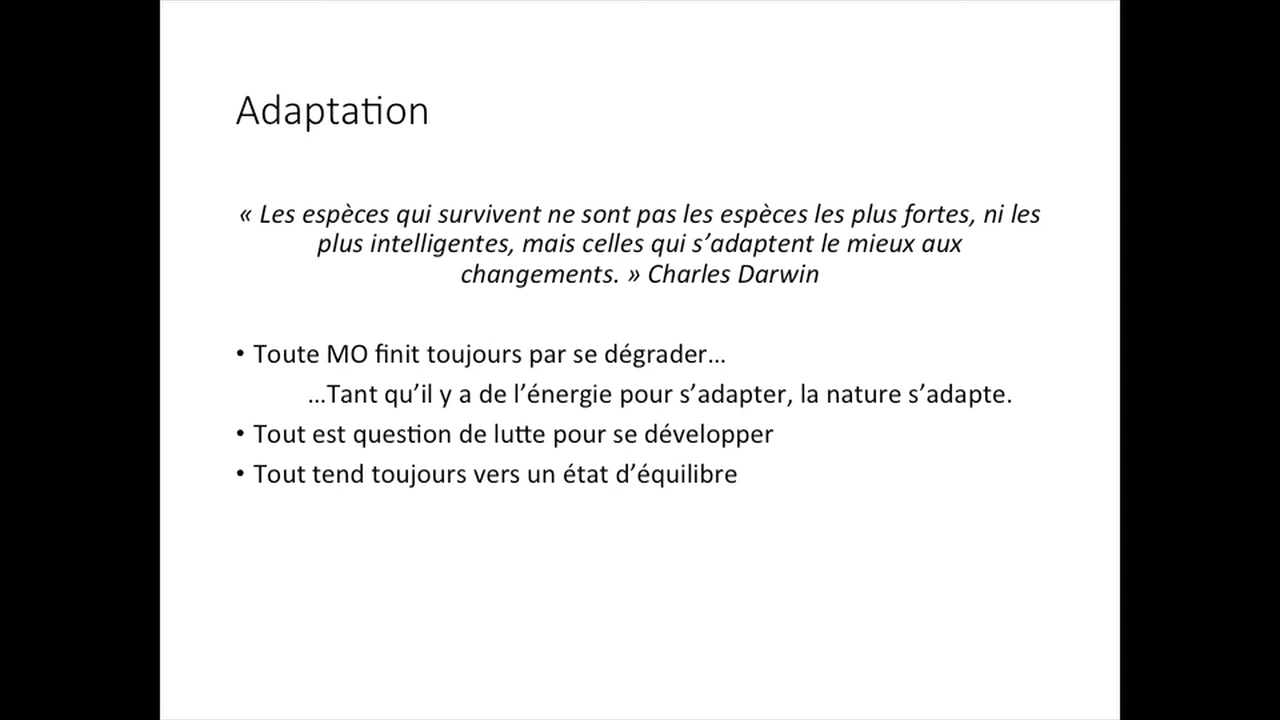 Adaptation
« Les espèces qui survivent ne sont pas les espèces les plus fortes, ni les
plus intelligentes, mais celles qui s’adaptent le mieux aux
changements. » Charles Darwin
• Toute MO finit toujours par se dégrader…
…Tant qu’il y a de l’énergie pour s’adapter, la nature s’adapte.
• Tout est question de lutte pour se développer
• Tout tend toujours vers un état d’équilibre